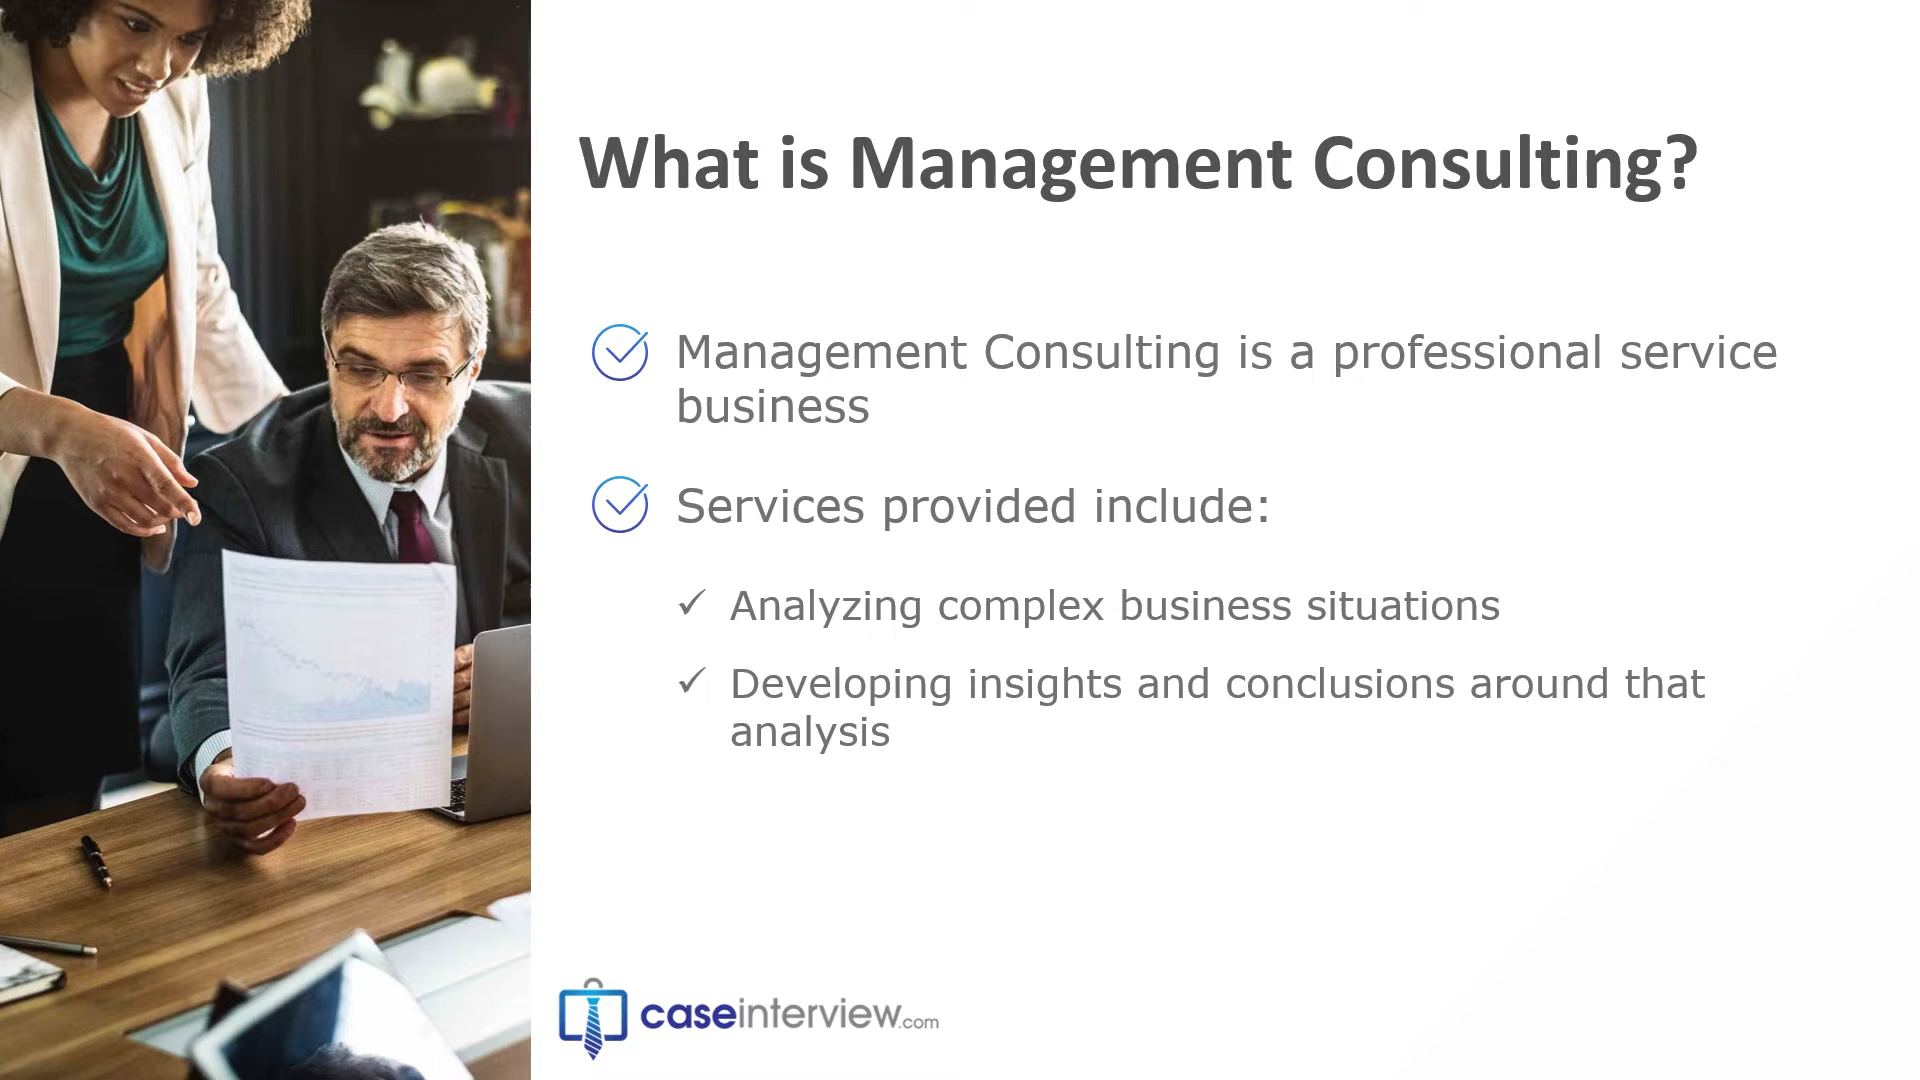 What is Management Consulting?
Management Consulting is a professional service
business
Services provided include:
Analyzing complex business situations
Developing insights and conclusions around that
analysis
caseinterview.com